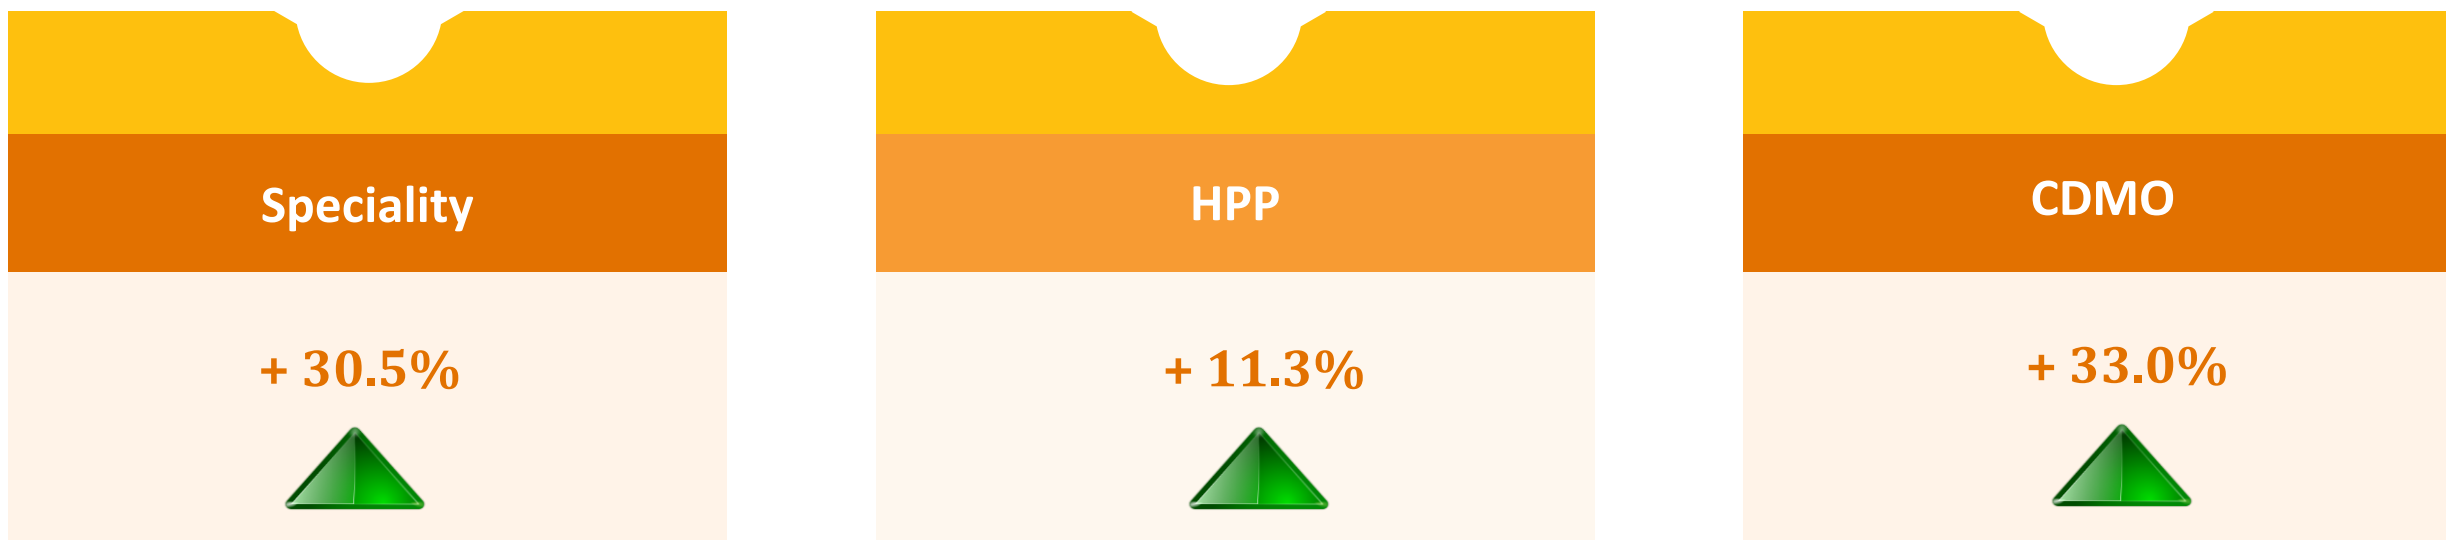 Speciality
+ 30.5%
HPP
+ 11.3%
CDMO
+ 33.0%